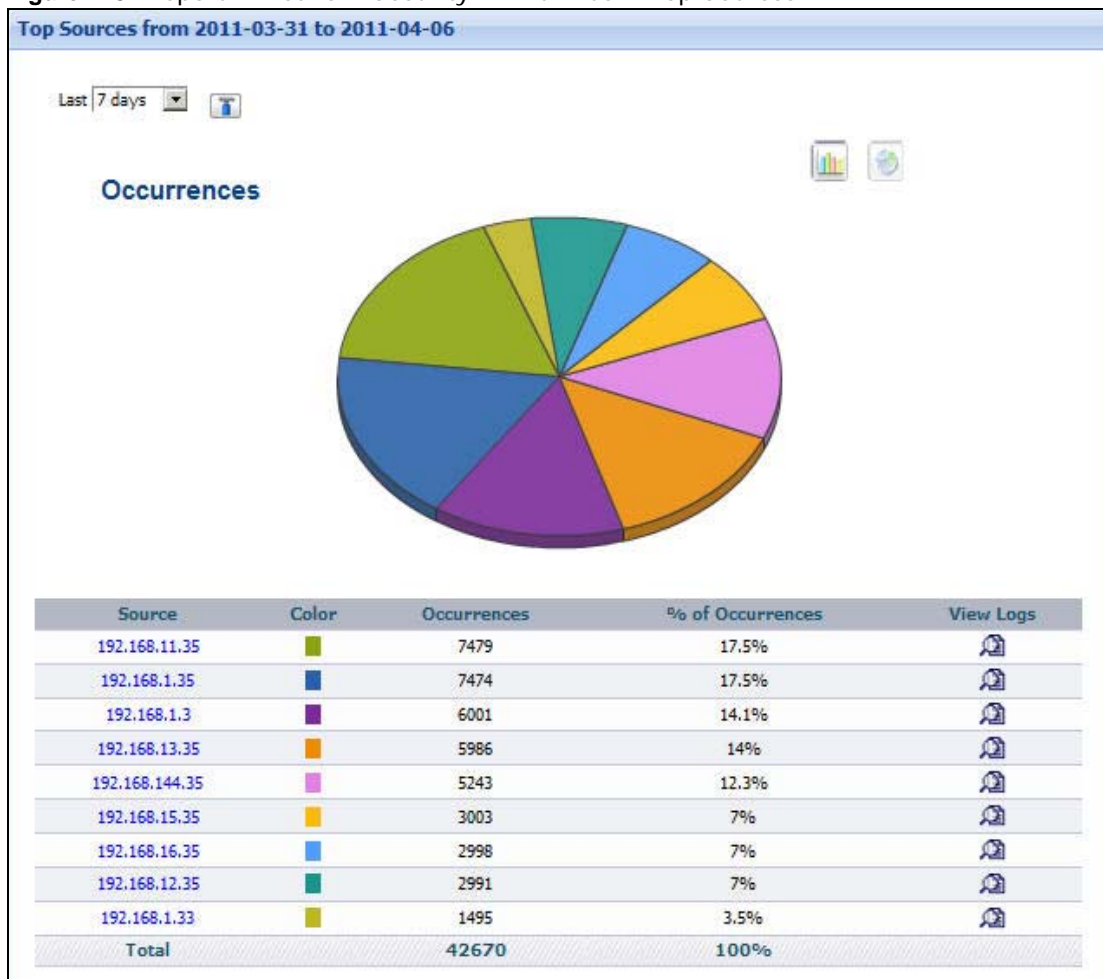 Top Sources from 2011-03-31 to 2011-04-06
Last 7 days
Occurrences
Source Color Occurrences % of Occurrences View Logs
192.168.11.35 7479 17.5%
192.168.1.35 7474 17.5%
192.168.1.3 6001 14.1%
192.168.13.35 5986 14%
192.168.144.35 5243 12.3%
192.168.15.35 3003 7%
192.168.16.35 2998 7%
192.168.12.35 2991 7%
192.168.1.33 1495 3.5%
Total 42670 100%